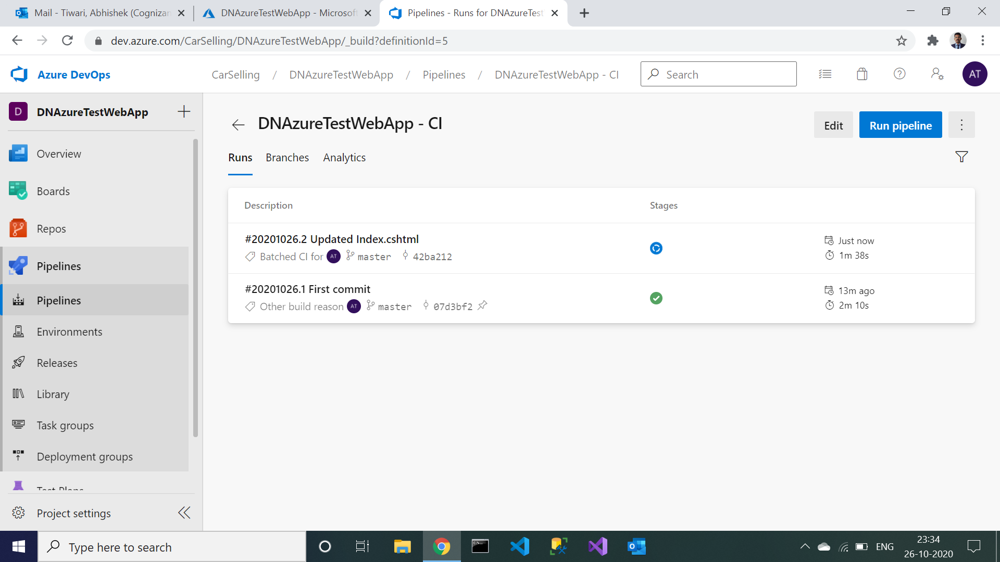 Mail - Tiwari, Abhishek (Cognizan
DNAzureTestWebApp - Microsoft
Pipelines - Runs for DNAzureTest
dev.azure.com/CarSelling/DNAzureTestWebApp/_build?definitionId=5
Azure DevOps
CarSelling / DNAzureTestWebApp / Pipelines / DNAzureTestWebApp - CI
Search
AT
D DNAzureTestWebApp
Overview
Boards
Repos
Pipelines
Pipelines
Environments
Releases
Library
Task groups
Deployment groups
Test Plans
Project settings
DNAzureTestWebApp - CI
Edit
Run pipeline
Runs Branches Analytics
Description Stages
#20201026.2 Updated Index.cshtml
Batched CI for AT master 42ba212
Just now
1m 38s
#20201026.1 First commit
Other build reason AT master 07d3bf2
13m ago
2m 10s
Type here to search
ENG
23:34
26-10-2020